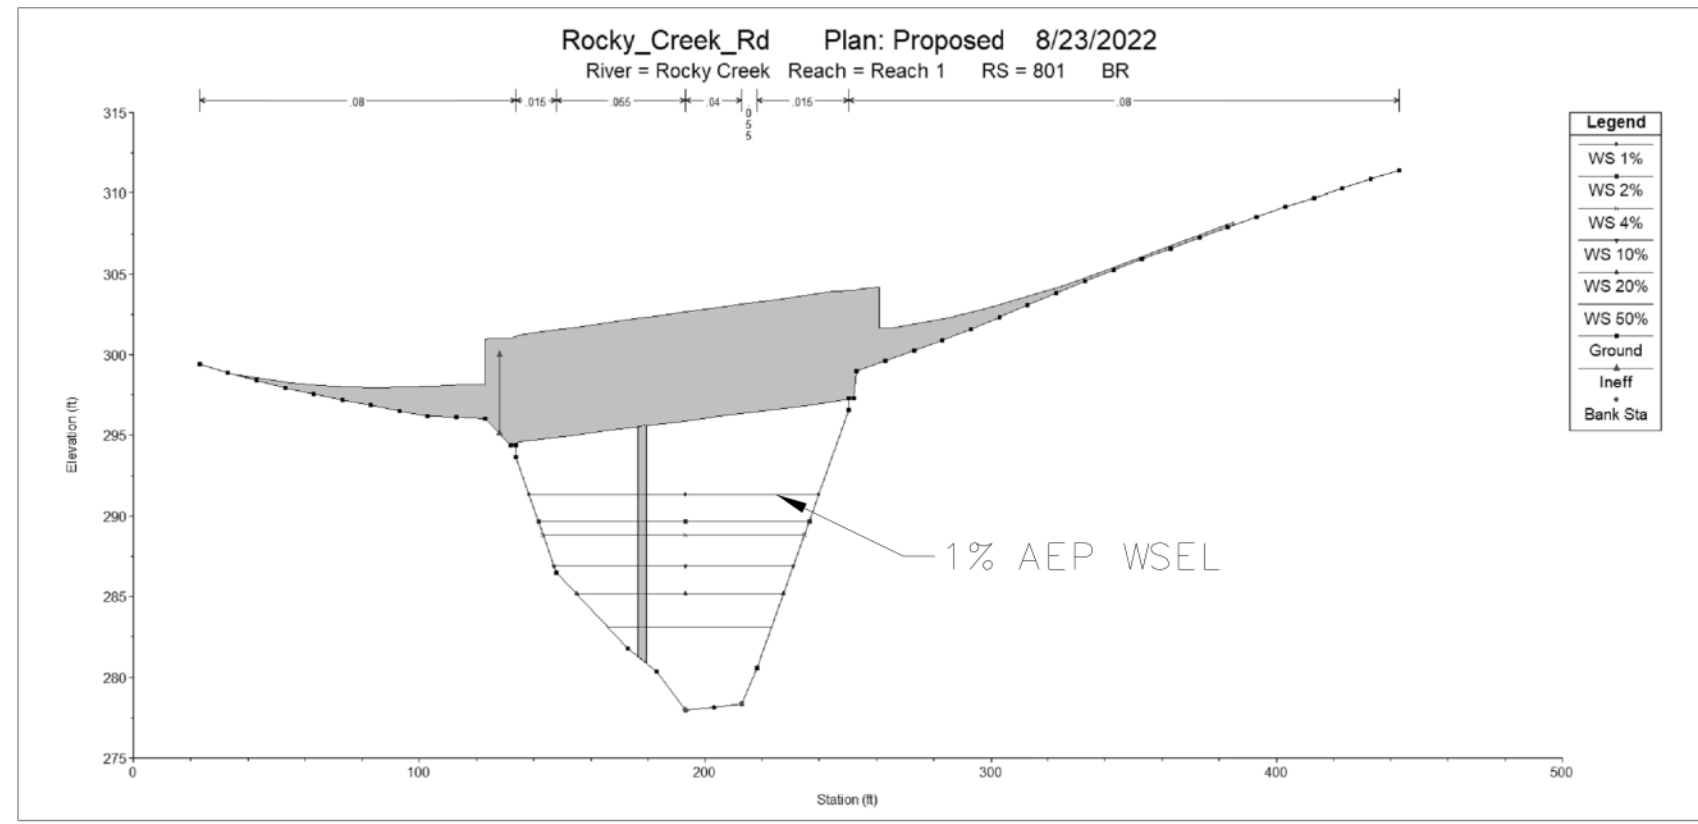 Rocky_Creek_Rd Plan: Proposed 8/23/2022
River = Rocky Creek Reach = Reach 1 RS = 801 BR
.08 .015 .055 .04 .055 .015 .08
Legend
WS 1%
WS 2%
WS 4%
WS 10%
WS 20%
WS 50%
Ground
Ineff
Bank Sta
315
310
305
300
295
290
285
280
275
Elevation (ft)
1% AEP WSEL
0 100 200 300 400 500
Station (ft)